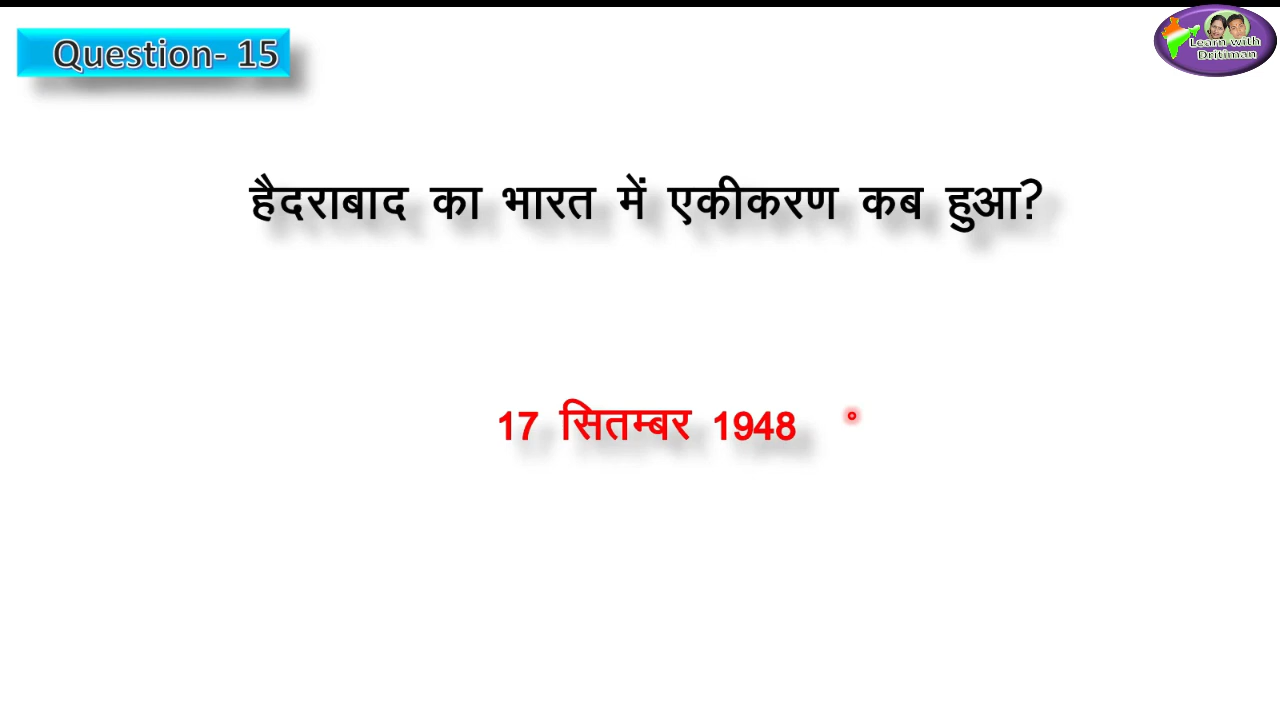 Question- 15
Learn with
Dritiman
हैदराबाद का भारत में एकीकरण कब हुआ?
17 सितम्बर 1948